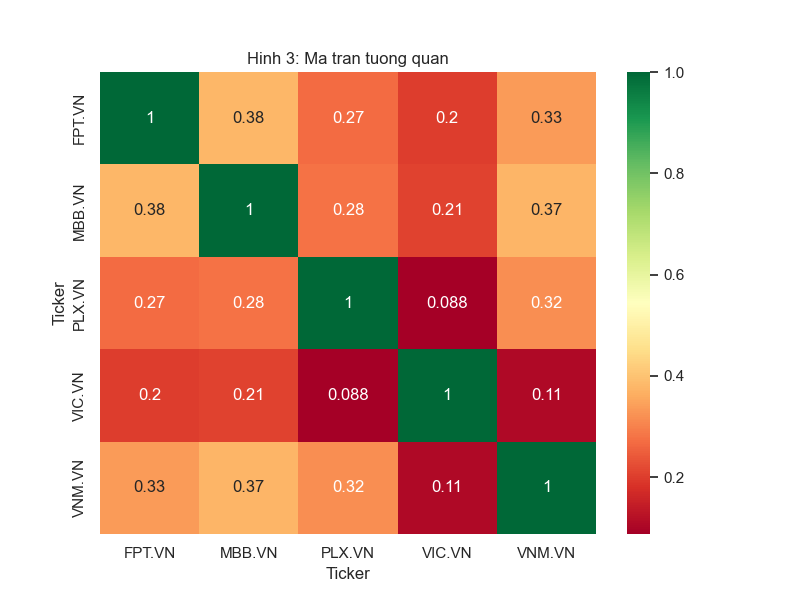 Hinh 3: Ma tran tuong quan
FPT.VN 1 0.38 0.27 0.2 0.33
MBB.VN 0.38 1 0.28 0.21 0.37
PLX.VN 0.27 0.28 1 0.088 0.32
VIC.VN 0.2 0.21 0.088 1 0.11
VNM.VN 0.33 0.37 0.32 0.11 1
Ticker
FPT.VN MBB.VN PLX.VN VIC.VN VNM.VN
Ticker
1.0
0.8
0.6
0.4
0.2